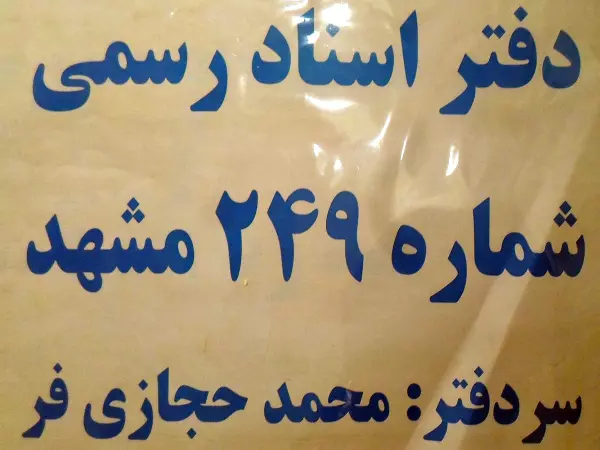 دفتر اسناد رسمی
شماره ۲۴۹ مشهد
سردفتر: محمد حجازی فر